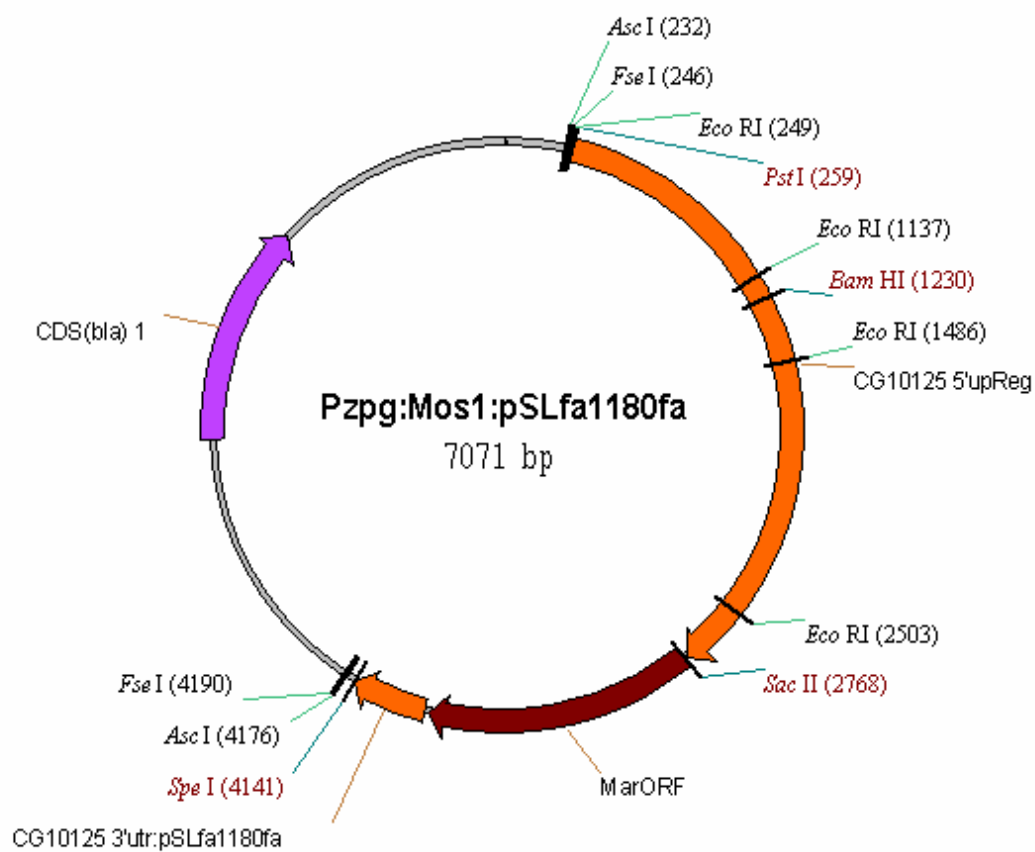 Asc I (232)
Fse I (246)
Eco RI (249)
Pst I (259)
Eco RI (1137)
Bam HI (1230)
Eco RI (1486)
CG10125 5'upReg
CDS(bla) 1
Pzpg:Mos1:pSLfa1180fa
7071 bp
Eco RI (2503)
Sac II (2768)
Fse I (4190)
Asc I (4176)
Spe I (4141)
MarORF
CG10125 3'utr:pSLfa1180fa